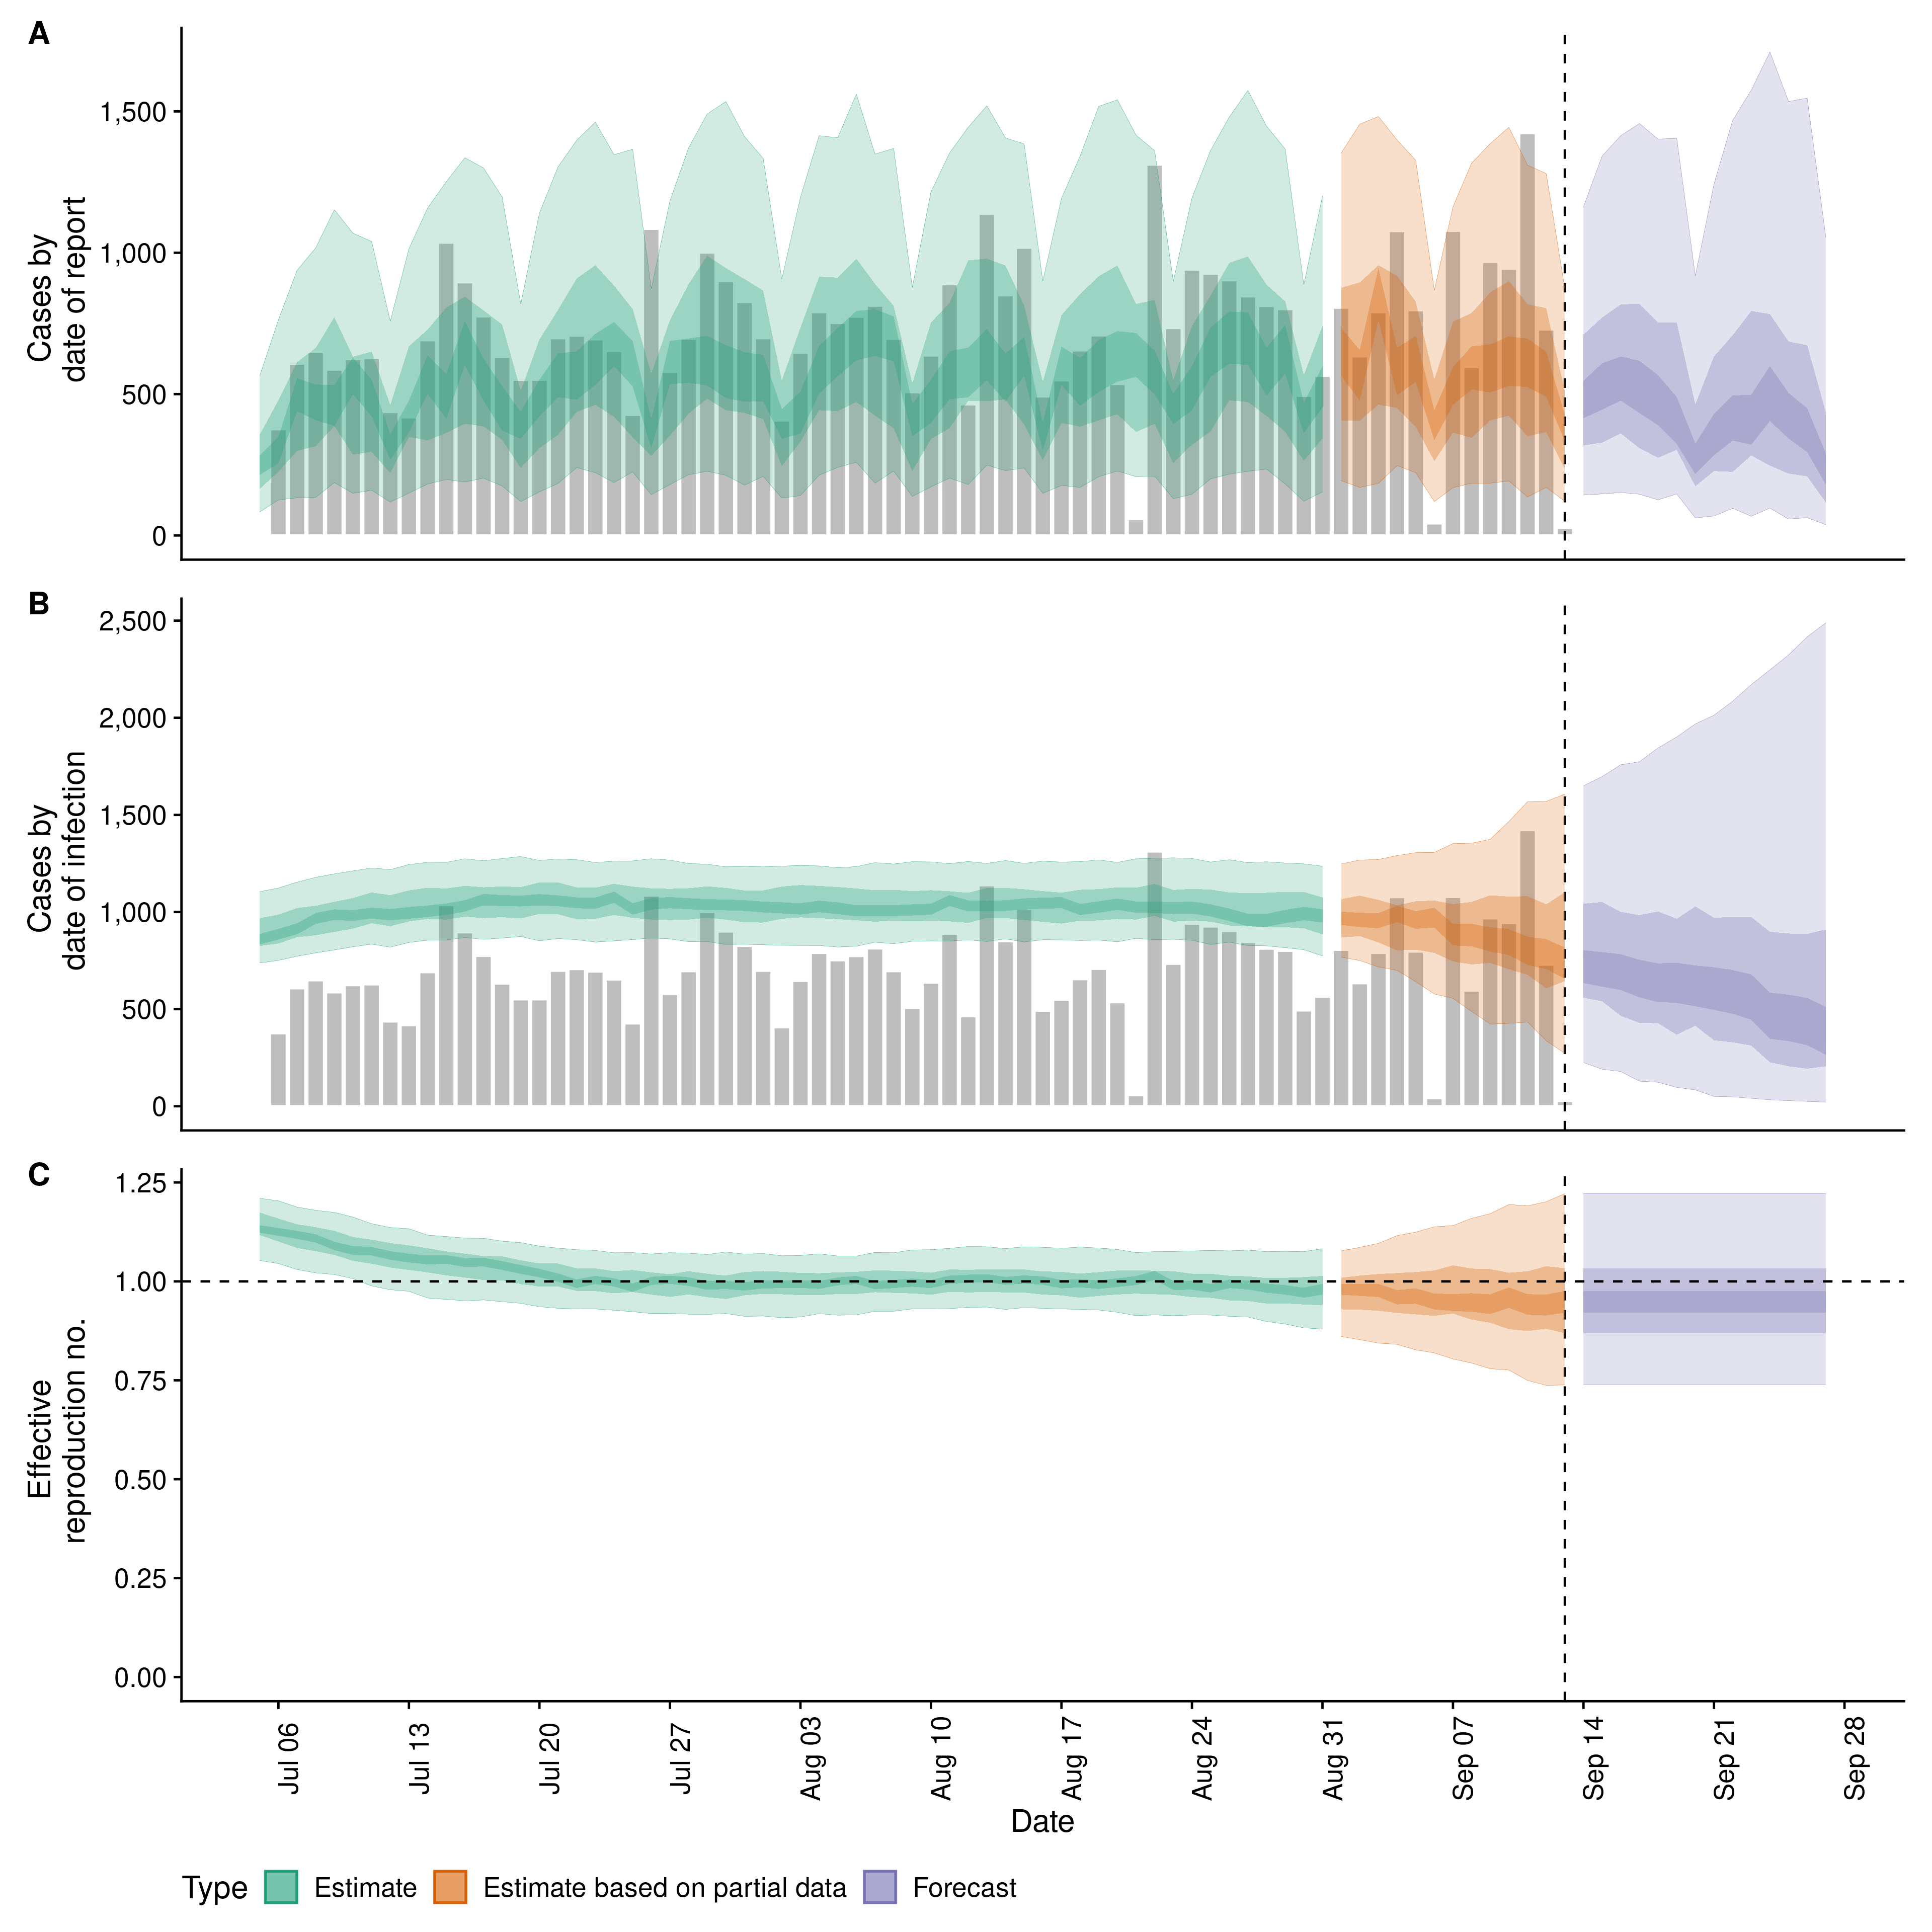 A
Cases by
date of report
1,500
1,000
500
0
B
Cases by
date of infection
2,500
2,000
1,500
1,000
500
0
C
Effective
reproduction no.
1.25
1.00
0.75
0.50
0.25
0.00
Jul 06
Jul 13
Jul 20
Jul 27
Aug 03
Aug 10
Aug 17
Aug 24
Aug 31
Sep 07
Sep 14
Sep 21
Sep 28
Date
Type Estimate Estimate based on partial data Forecast